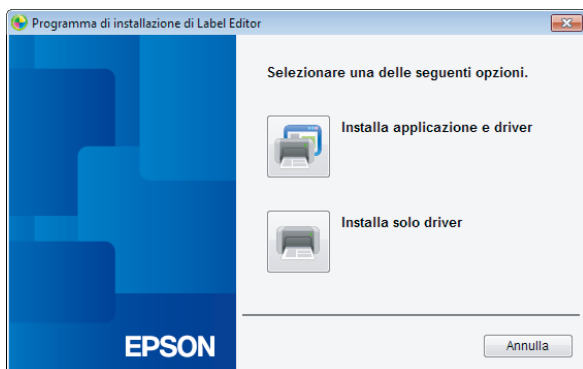 Programma di installazione di Label Editor
Selezionare una delle seguenti opzioni.
Installa applicazione e driver
Installa solo driver
EPSON
Annulla